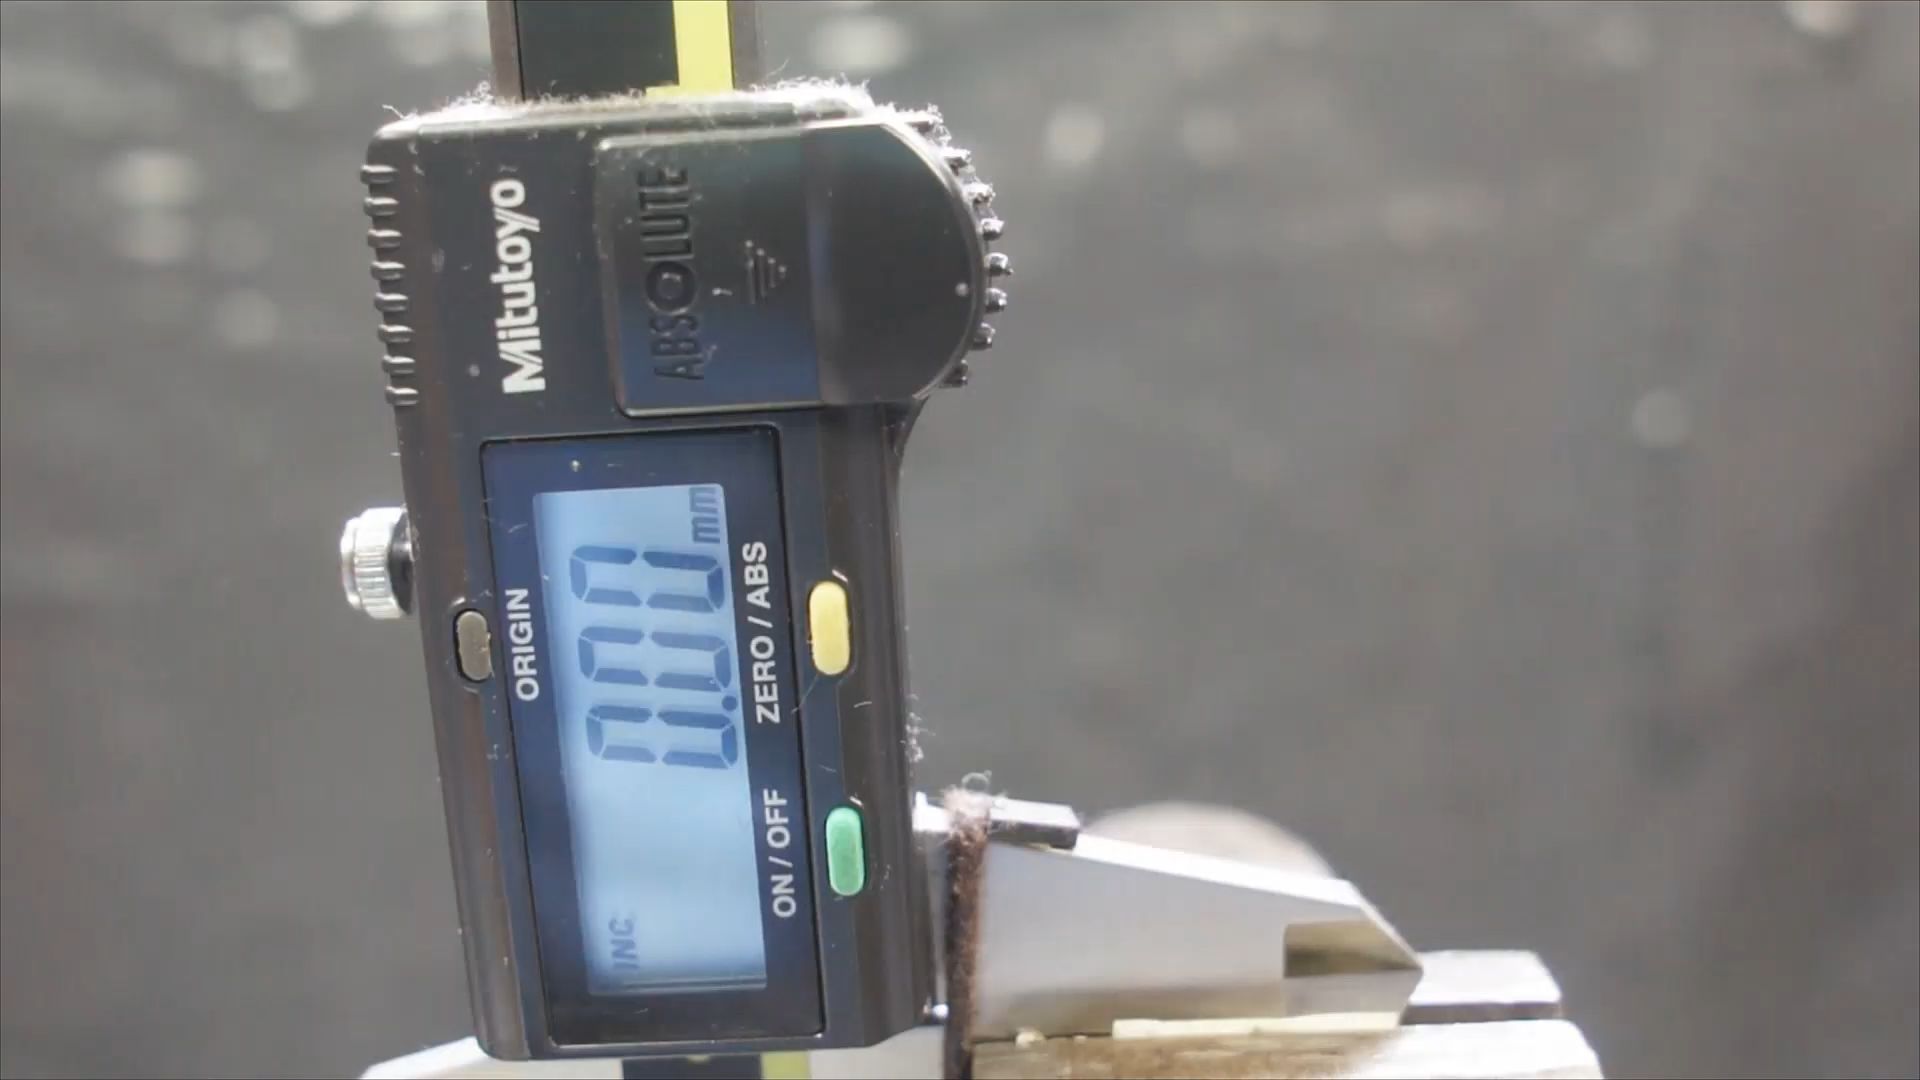 Mitutoyo
ABSOLUTE
ORIGIN
INC
0.00 mm
ON / OFF
ZERO / ABS